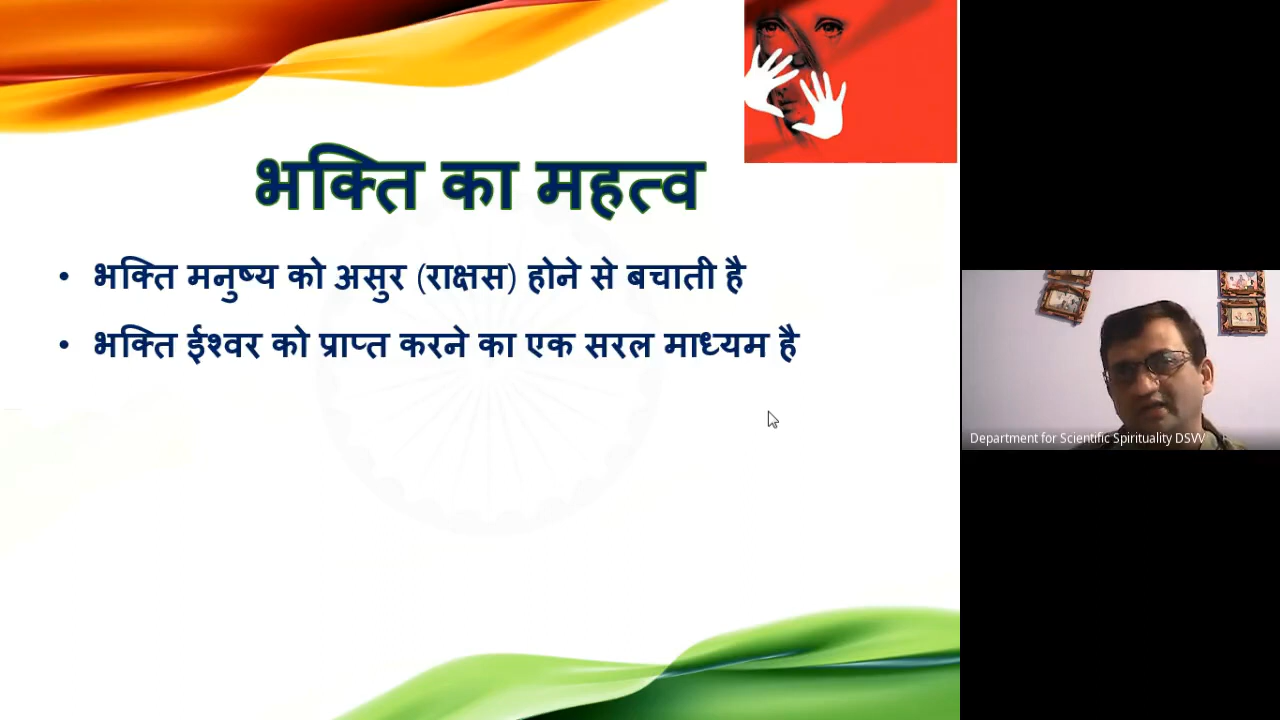 भक्ति का महत्व
• भक्ति मनुष्य को असुर (राक्षस) होने से बचाती है
• भक्ति ईश्वर को प्राप्त करने का एक सरल माध्यम है
Department for Scientific Spirituality DSVV